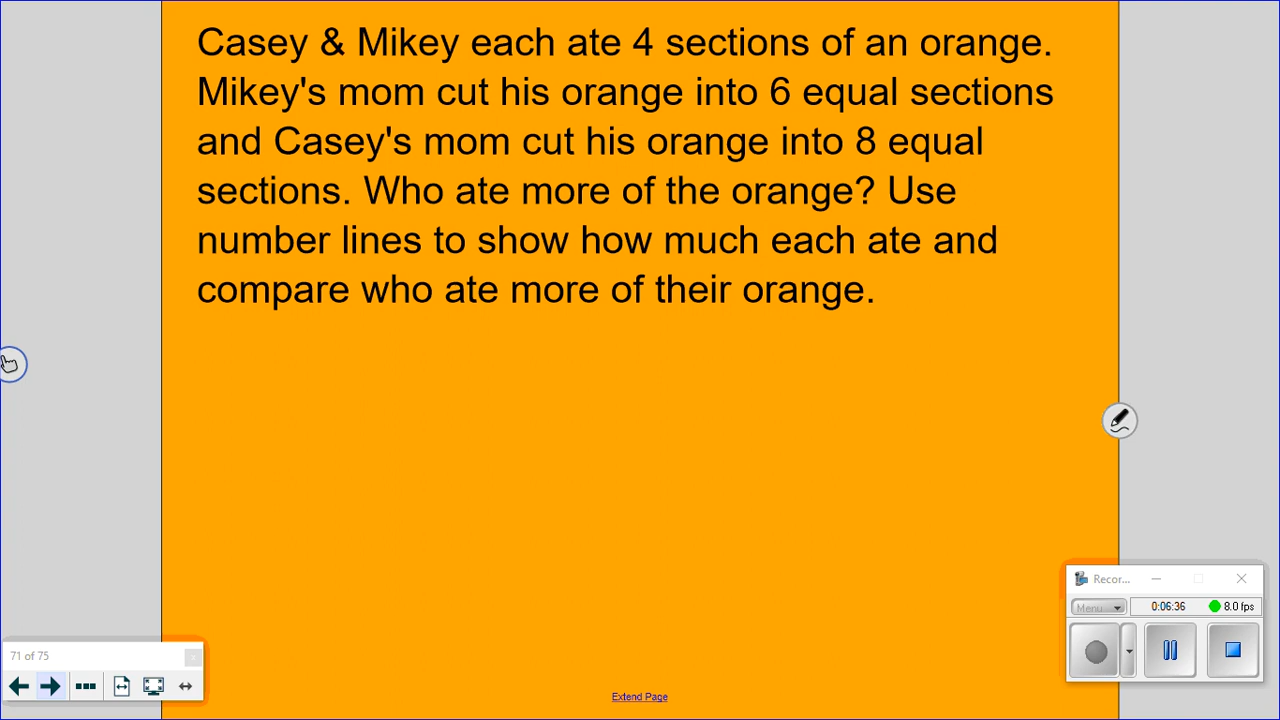 Casey & Mikey each ate 4 sections of an orange.
Mikey's mom cut his orange into 6 equal sections
and Casey's mom cut his orange into 8 equal
sections. Who ate more of the orange? Use
number lines to show how much each ate and
compare who ate more of their orange.
Recor...
Menu
0:06:36
8.0 fps
71 of 75
Extend Page